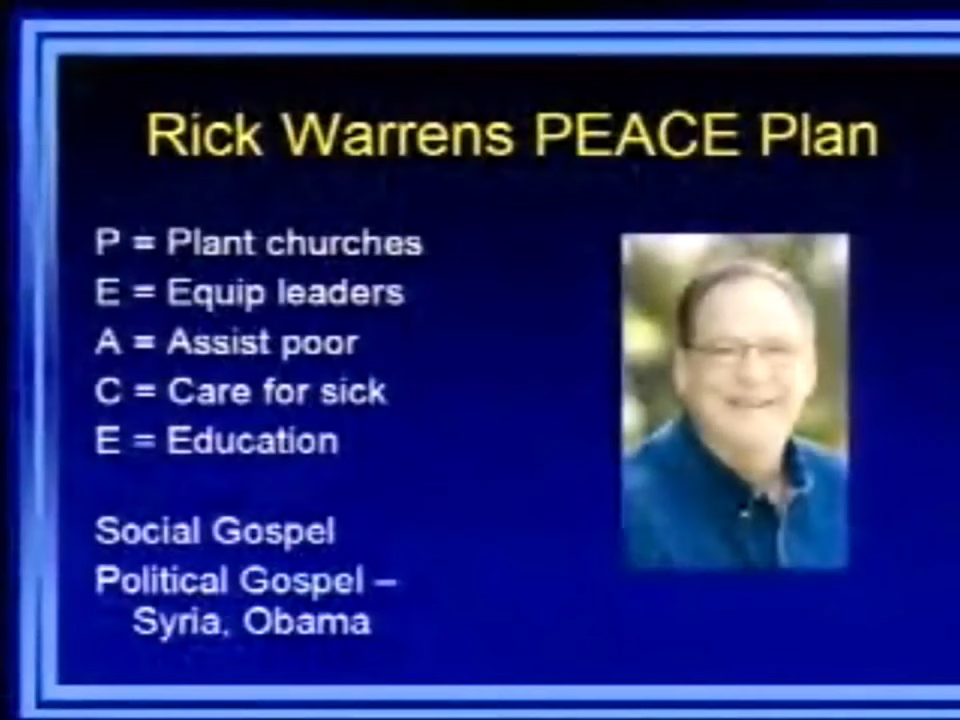 Rick Warrens PEACE Plan
P = Plant churches
E = Equip leaders
A = Assist poor
C = Care for sick
E = Education
Social Gospel
Political Gospel –
Syria, Obama